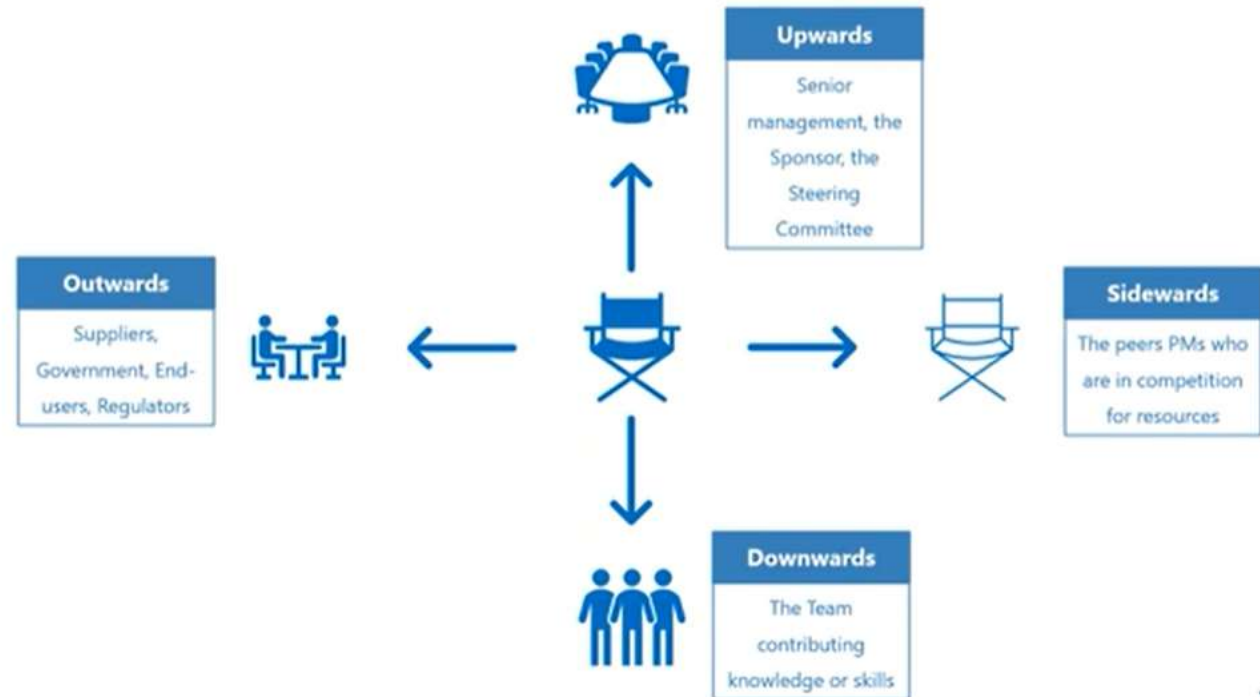 Upwards
Senior
management, the
Sponsor, the
Steering
Committee
Outwards
Suppliers,
Government, End-
users, Regulators
Sidewards
The peers PMs who
are in competition
for resources
Downwards
The Team
contributing
knowledge or skills